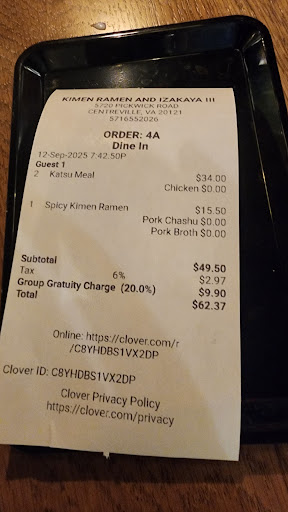 KIMEN RAMEN AND IZAKAYA III
5720 PICKWICK ROAD
CENTREVILLE, VA 20121
5716552026
ORDER: 4A
Dine In
12-Sep-2025 7:42:50P
Guest 1
2 Katsu Meal $34.00
Chicken $0.00
1 Spicy Kimen Ramen $15.50
Pork Chashu $0.00
Pork Broth $0.00
Subtotal $49.50
Tax 6% $2.97
Group Gratuity Charge (20.0%) $9.90
Total $62.37
Online: https://clover.com/r
/C8YHDBS1VX2DP
Clover ID: C8YHDBS1VX2DP
Clover Privacy Policy
https://clover.com/privacy